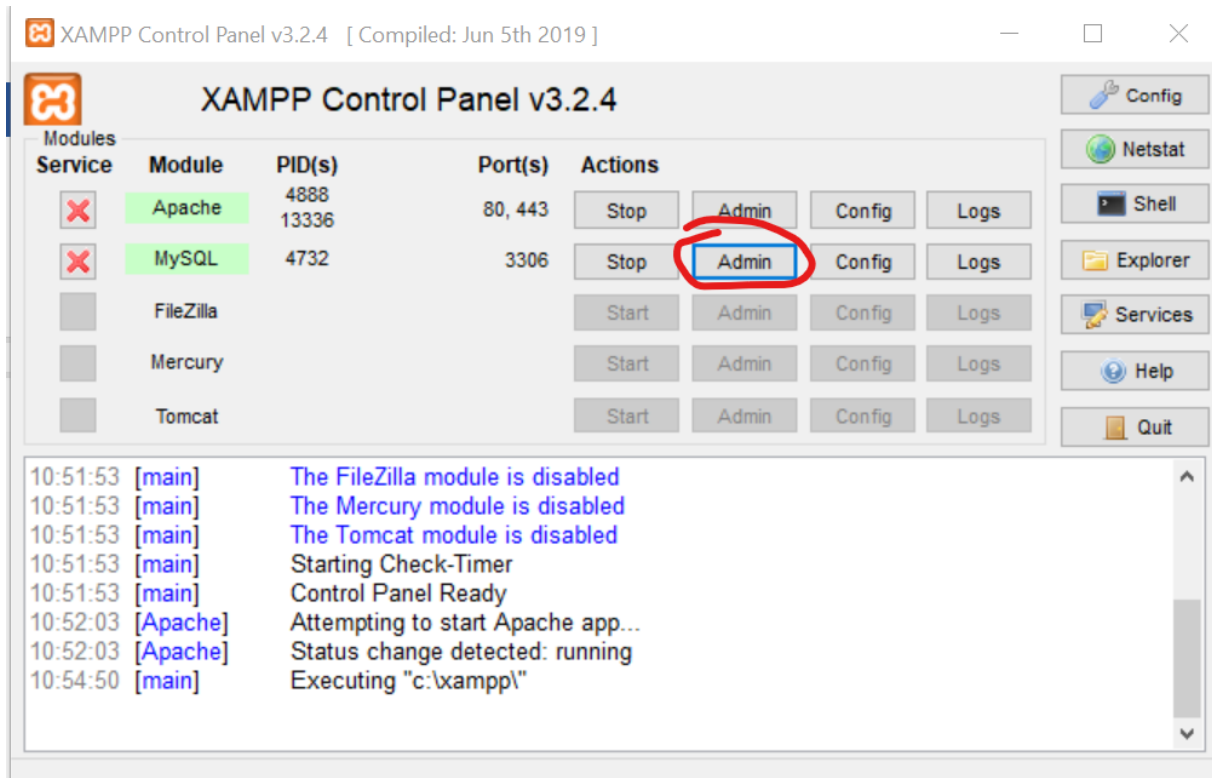 XAMPP Control Panel v3.2.4 [ Compiled: Jun 5th 2019 ]
XAMPP Control Panel v3.2.4
Config
Modules
Service Module PID(s) Port(s) Actions
Netstat
Apache 4888 13336 80, 443 Stop Admin Config Logs
Shell
MySQL 4732 3306 Stop Admin Config Logs
Explorer
FileZilla Start Admin Config Logs
Services
Mercury Start Admin Config Logs
Help
Tomcat Start Admin Config Logs
Quit
10:51:53 [main] The FileZilla module is disabled
10:51:53 [main] The Mercury module is disabled
10:51:53 [main] The Tomcat module is disabled
10:51:53 [main] Starting Check-Timer
10:51:53 [main] Control Panel Ready
10:52:03 [Apache] Attempting to start Apache app...
10:52:03 [Apache] Status change detected: running
10:54:50 [main] Executing "c:\xampp\"